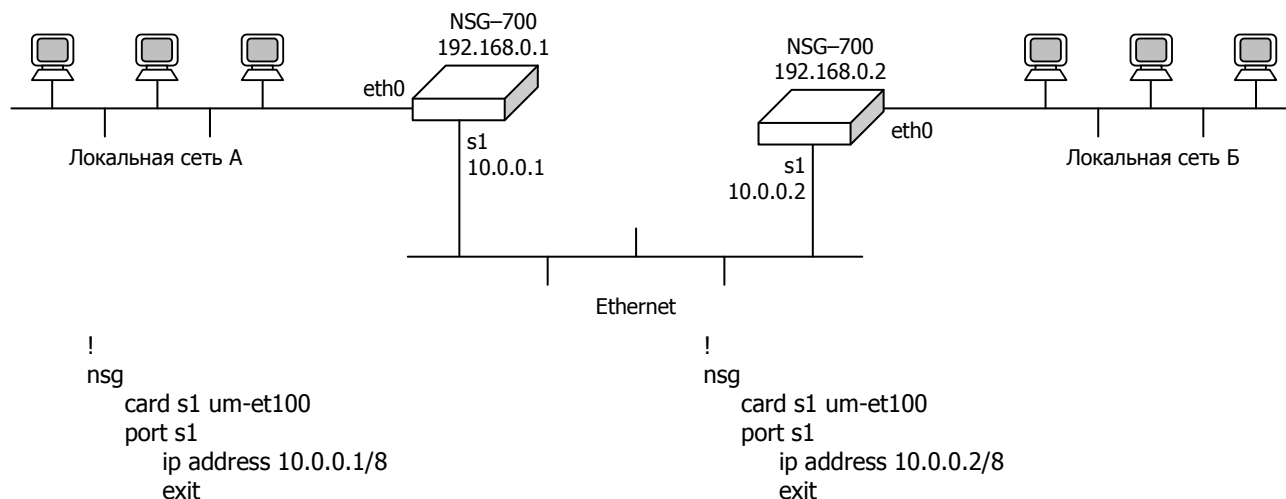 NSG–700
192.168.0.1
eth0
s1
10.0.0.1
Локальная сеть А
NSG–700
192.168.0.2
eth0
s1
10.0.0.2
Локальная сеть Б
Ethernet
!
nsg
card s1 um-et100
port s1
ip address 10.0.0.1/8
exit
!
nsg
card s1 um-et100
port s1
ip address 10.0.0.2/8
exit